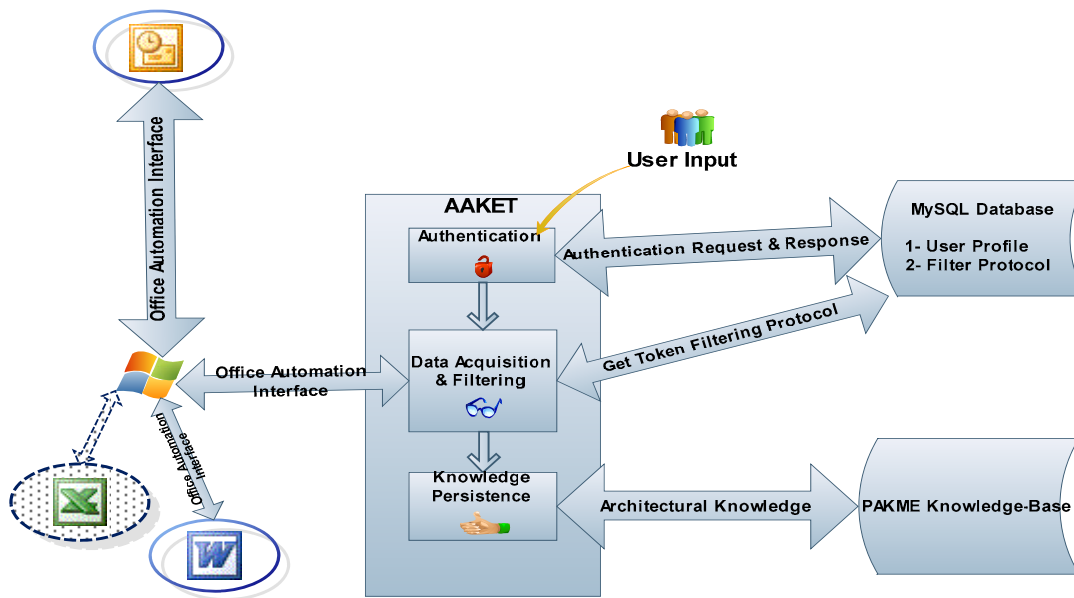 User Input
AAKET
Authentication
Authentication Request & Response
MySQL Database
1- User Profile
2- Filter Protocol
Office Automation Interface
Get Token Filtering Protocol
Office Automation
Interface
Data Acquisition
& Filtering
Office Automation
Interface
Knowledge
Persistence
Architectural Knowledge
PAKME Knowledge-Base
W